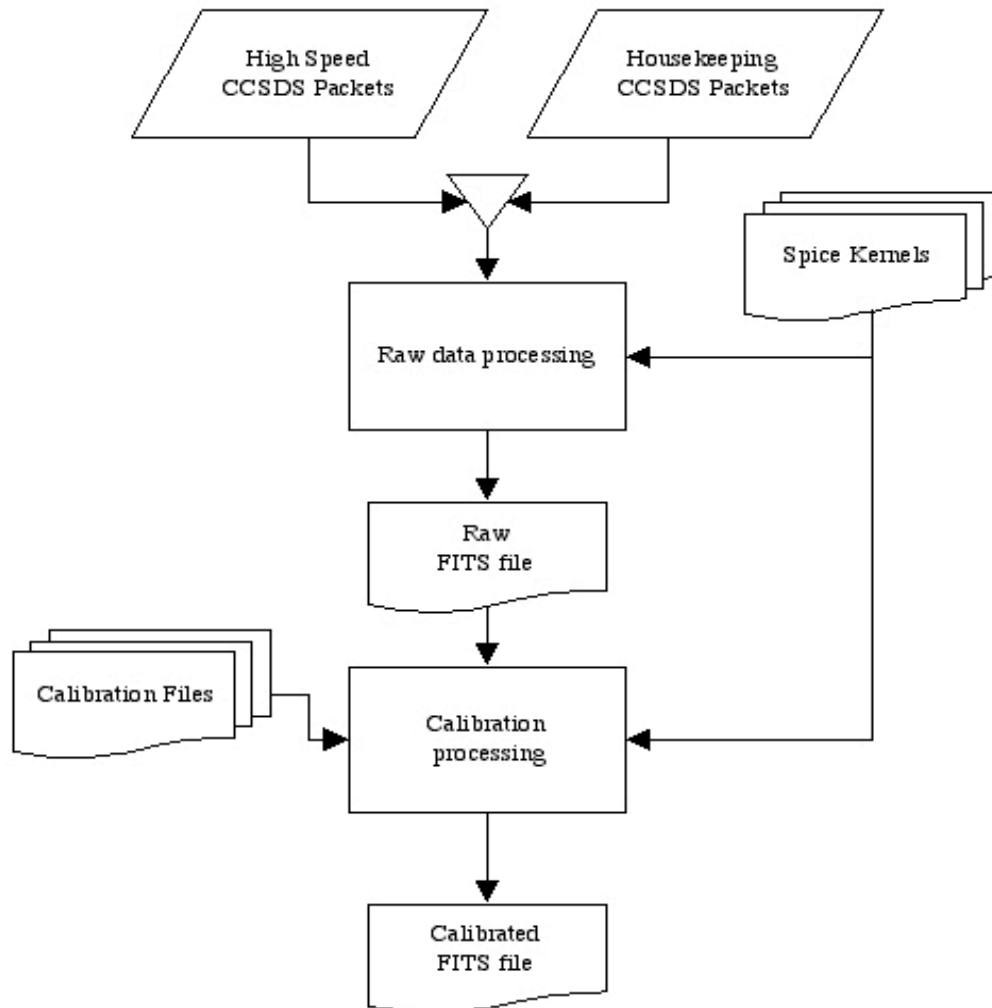 High Speed
CCSDS Packets
Housekeeping
CCSDS Packets
Spice Kernels
Raw data processing
Raw
FITS file
Calibration Files
Calibration
processing
Calibrated
FITS file